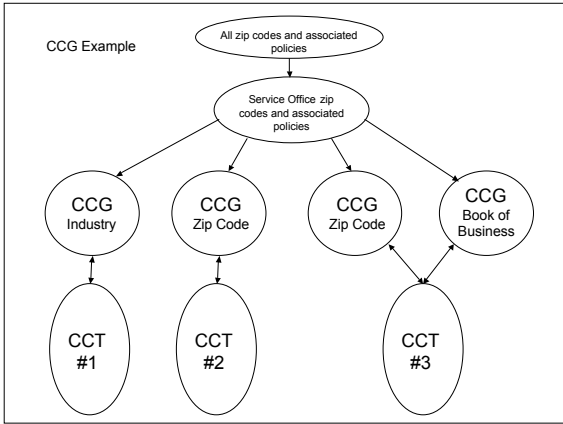 CCG Example
All zip codes and associated
policies
Service Office zip
codes and associated
policies
CCG
Industry
CCG
Zip Code
CCG
Zip Code
CCG
Book of
Business
CCT
#1
CCT
#2
CCT
#3